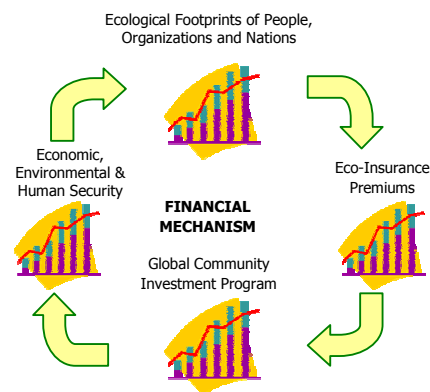 Ecological Footprints of People,
Organizations and Nations
Economic,
Environmental &
Human Security
Eco-Insurance
Premiums
FINANCIAL
MECHANISM
Global Community
Investment Program